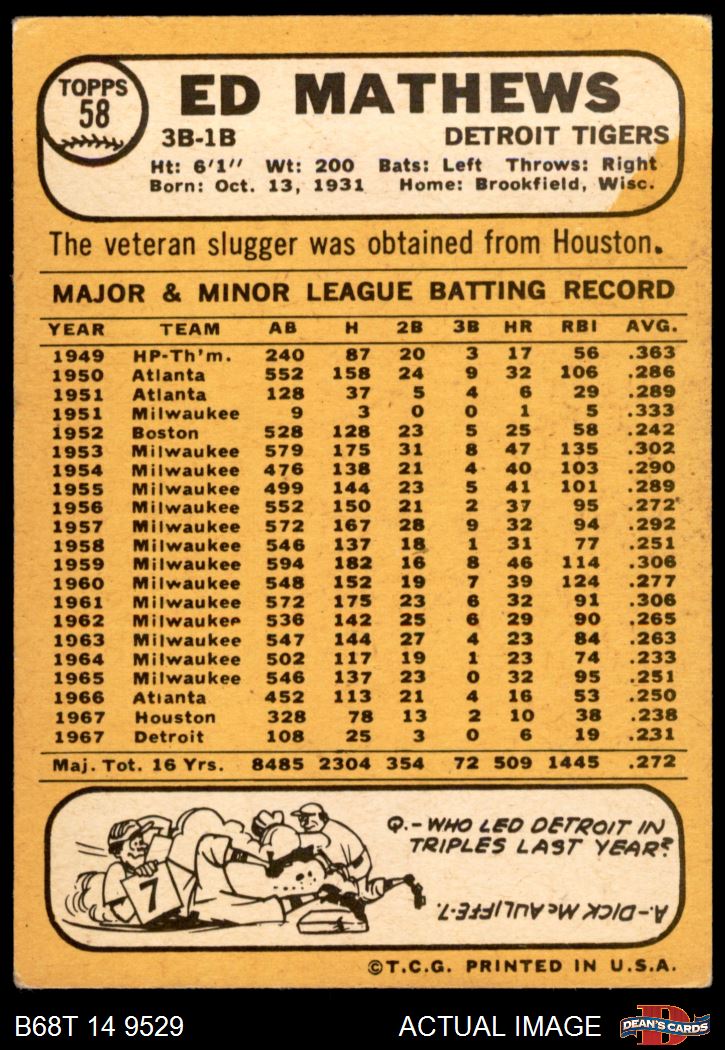 TOPPS
58
ED MATHEWS
3B-1B DETROIT TIGERS
Ht: 6'1" Wt: 200 Bats: Left Throws: Right
Born: Oct. 13, 1931 Home: Brookfield, Wisc.
The veteran slugger was obtained from Houston.
MAJOR & MINOR LEAGUE BATTING RECORD
YEAR TEAM AB H 2B 3B HR RBI AVG.
1949 HP-Th'm. 240 87 20 3 17 56 .363
1950 Atlanta 552 158 24 9 32 106 .286
1951 Atlanta 128 37 5 4 6 29 .289
1951 Milwaukee 9 3 0 0 1 5 .333
1952 Boston 528 128 23 5 25 58 .242
1953 Milwaukee 579 175 31 8 47 135 .302
1954 Milwaukee 476 138 21 4 40 103 .290
1955 Milwaukee 499 144 23 5 41 101 .289
1956 Milwaukee 552 150 21 2 37 95 .272
1957 Milwaukee 572 167 28 9 32 94 .292
1958 Milwaukee 546 137 18 1 31 77 .251
1959 Milwaukee 594 182 16 8 46 114 .306
1960 Milwaukee 548 152 19 7 39 124 .277
1961 Milwaukee 572 175 23 6 32 91 .306
1962 Milwaukee 536 142 25 6 29 90 .265
1963 Milwaukee 547 144 27 4 23 84 .263
1964 Milwaukee 502 117 19 1 23 74 .233
1965 Milwaukee 546 137 23 0 32 95 .251
1966 Atlanta 452 113 21 4 16 53 .250
1967 Houston 328 78 13 2 10 38 .238
1967 Detroit 108 25 3 0 6 19 .231
Maj. Tot. 16 Yrs. 8485 2304 354 72 509 1445 .272
Q.-WHO LED DETROIT IN
TRIPLES LAST YEAR?
7
A.-DICK McAULIFFE-7.
©T.C.G. PRINTED IN U.S.A.
B68T 14 9529 ACTUAL IMAGE DEAN'S CARDS